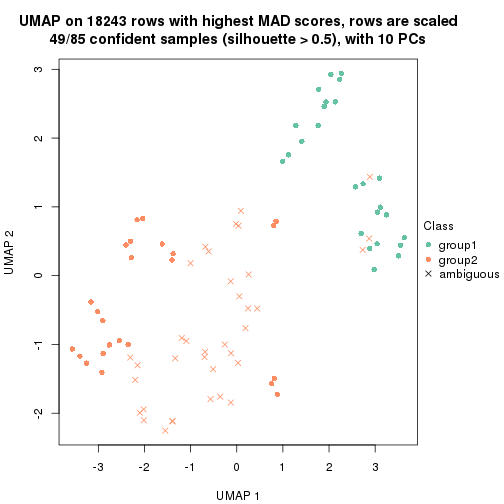 UMAP on 18243 rows with highest MAD scores, rows are scaled
49/85 confident samples (silhouette > 0.5), with 10 PCs
3
2
1
0
-1
-2
UMAP 2
-3
-2
-1
0
1
2
3
UMAP 1
Class
group1
group2
ambiguous